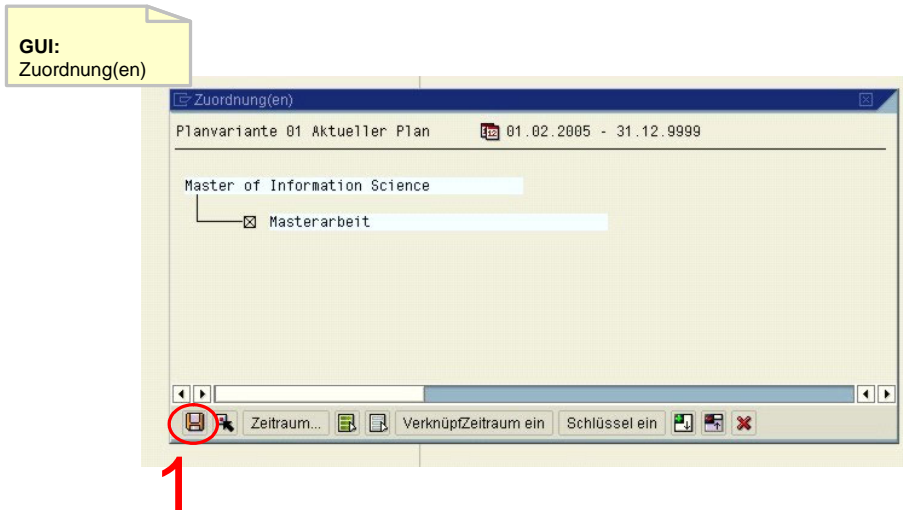 GUI:
Zuordnung(en)
Zuordnung(en)
Planvariante 01 Aktueller Plan 01.02.2005 - 31.12.9999
Master of Information Science
Masterarbeit
Zeitraum... VerknüpfZeitraum ein Schlüssel ein
1